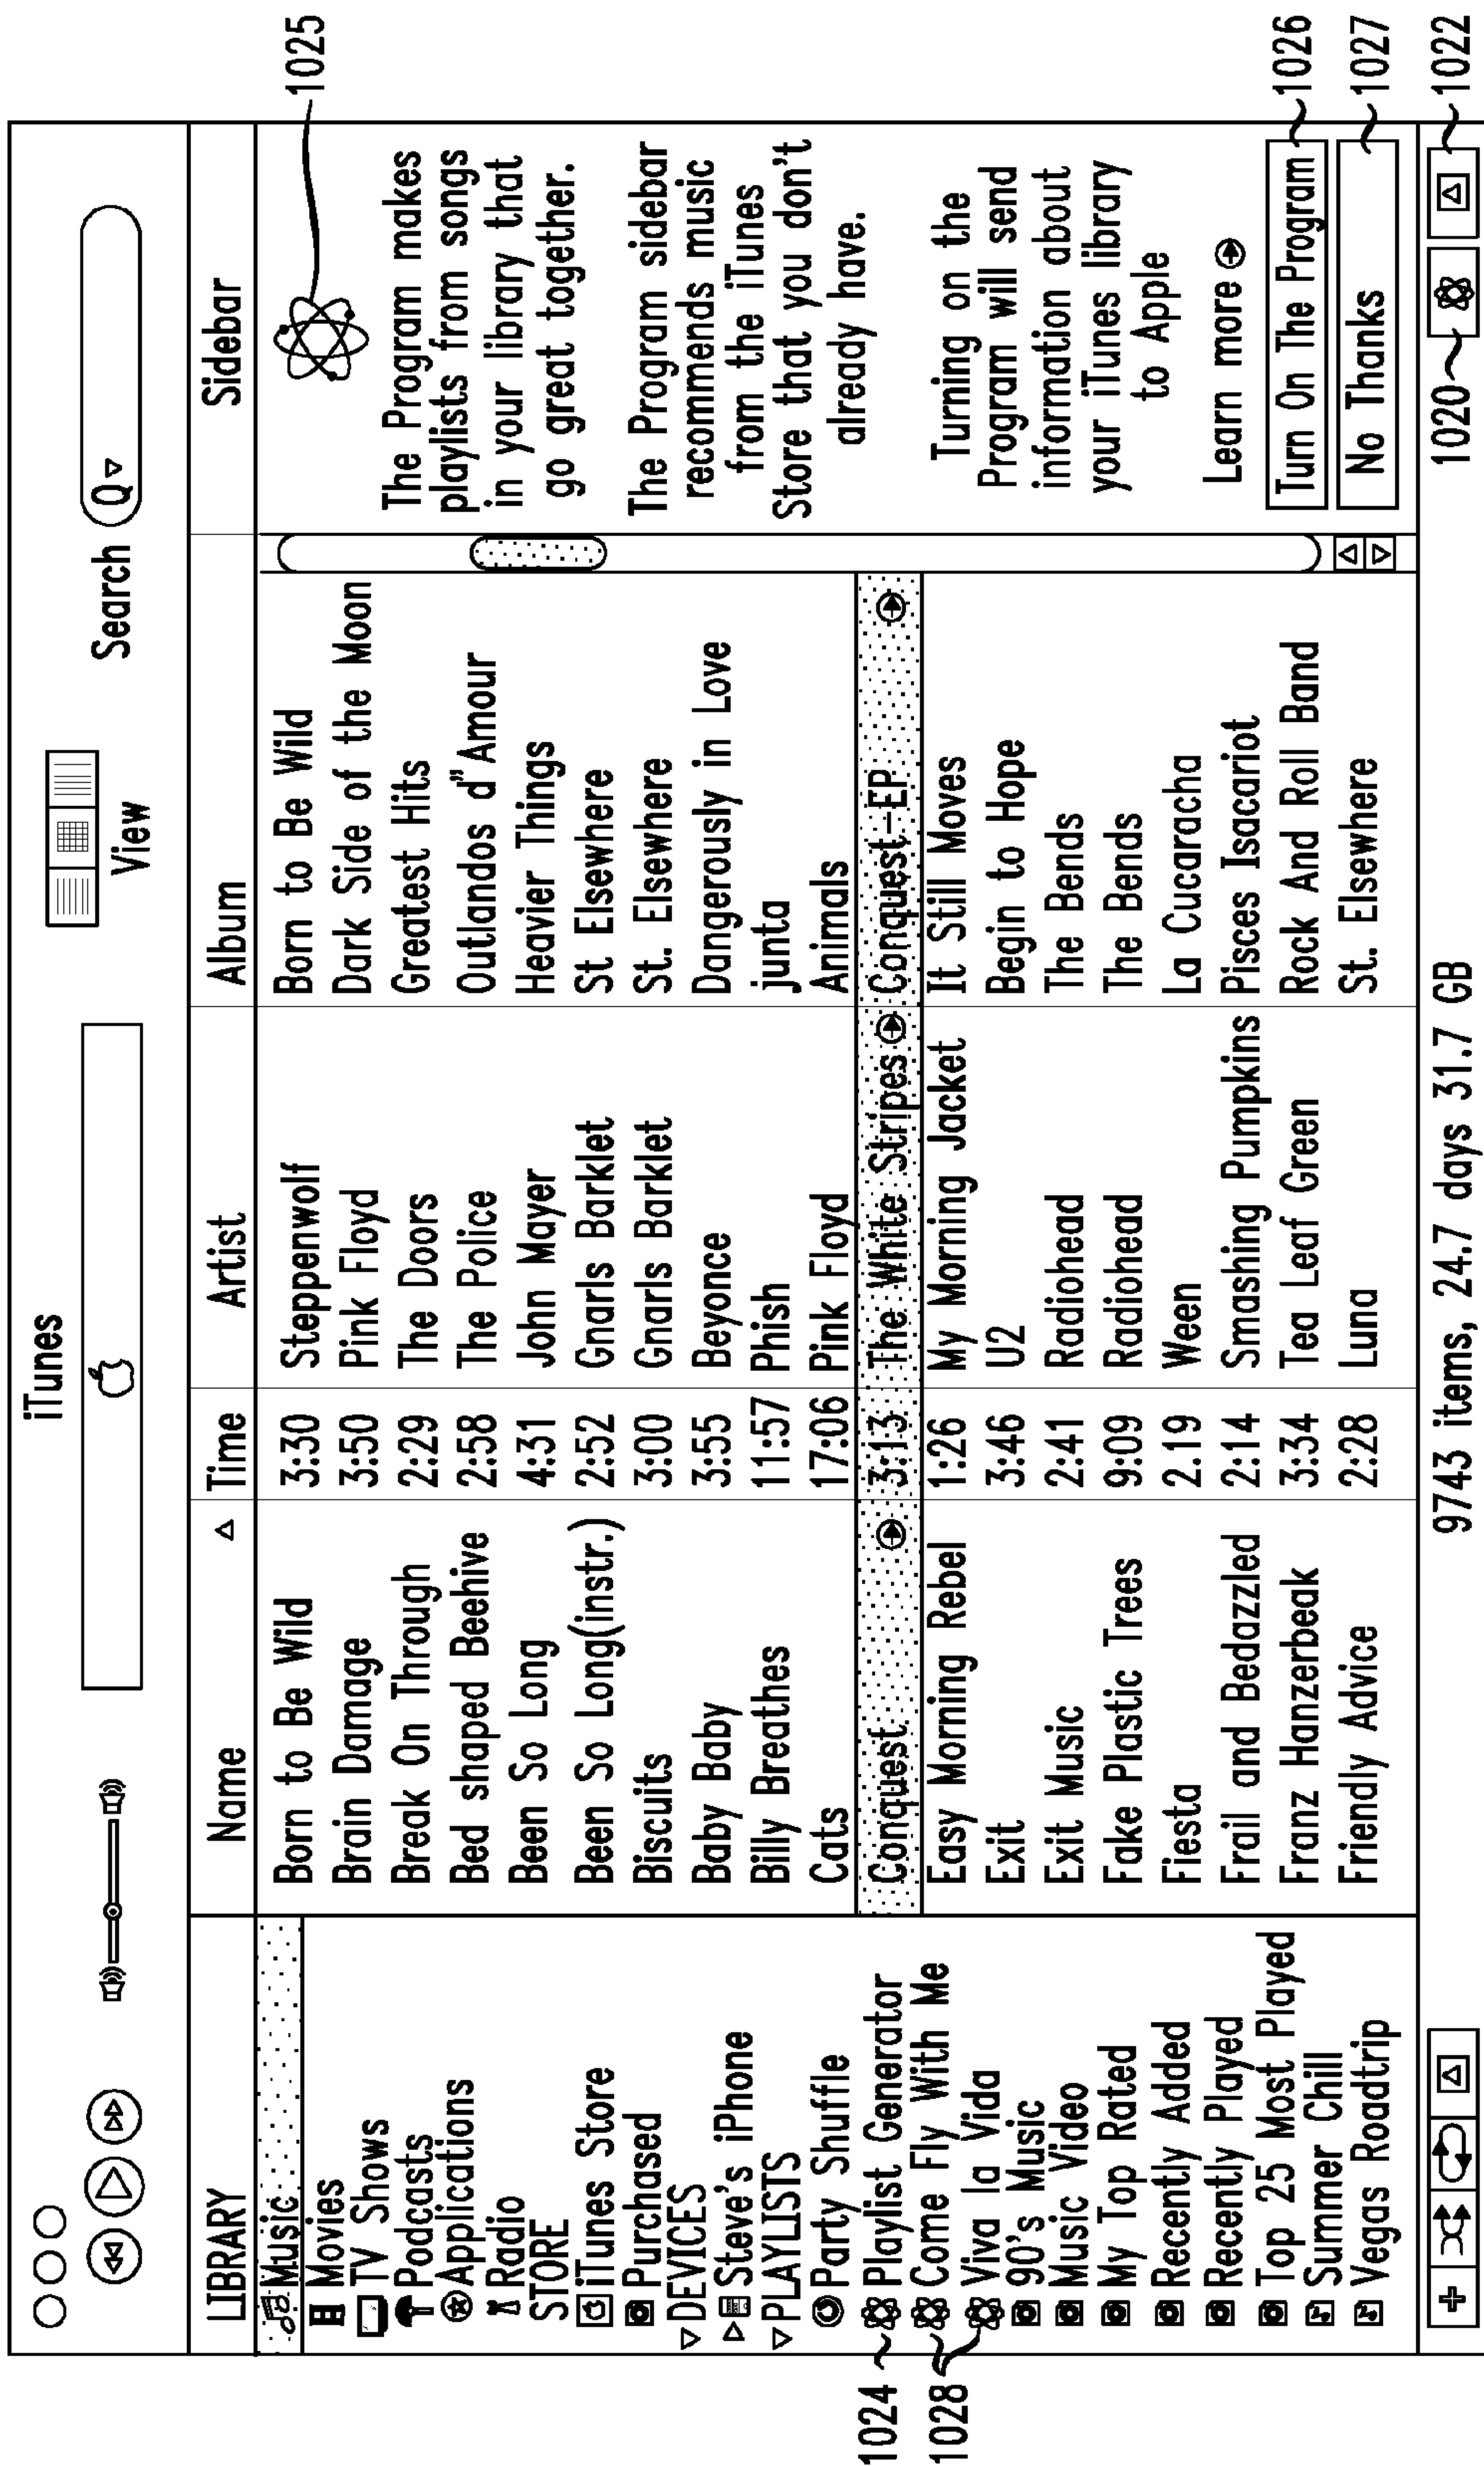 iTunes
View
Search Q
LIBRARY
Music
Movies
TV Shows
Podcasts
Applications
Radio
STORE
iTunes Store
Purchased
DEVICES
Steve's iPhone
PLAYLISTS
Party Shuffle
Playlist Generator
Come Fly With Me
Viva la Vida
90's Music
Music Video
My Top Rated
Recently Added
Recently Played
Top 25 Most Played
Summer Chill
Vegas Roadtrip
1024
1028
Name Time Artist Album
Born to Be Wild 3:30 Steppenwolf Born to Be Wild
Brain Damage 3:50 Pink Floyd Dark Side of the Moon
Break On Through 2:29 The Doors Greatest Hits
Bed shaped Beehive 2:58 The Police Outlandos d"Amour
Been So Long 4:31 John Mayer Heavier Things
Been So Long(instr.) 2:52 Gnarls Barklet St Elsewhere
Biscuits 3:00 Gnarls Barklet St. Elsewhere
Baby Baby 3:55 Beyonce Dangerously in Love
Billy Breathes 11:57 Phish junta
Cats 17:06 Pink Floyd Animals
Conquest 3:13 The White Stripes Conquest-EP
Easy Morning Rebel 1:26 My Morning Jacket It Still Moves
Exit 3:46 U2 Begin to Hope
Exit Music 2:41 Radiohead The Bends
Fake Plastic Trees 9:09 Radiohead The Bends
Fiesta 2.19 Ween La Cucaracha
Frail and Bedazzled 2:14 Smashing Pumpkins Pisces Isacariot
Franz Hanzerbeak 3:34 Tea Leaf Green Rock And Roll Band
Friendly Advice 2:28 Luna St. Elsewhere
Sidebar
1025
The Program makes
playlists from songs
in your library that
go great together.
The Program sidebar
recommends music
from the iTunes
Store that you don't
already have.
Turning on the
Program will send
information about
your iTunes library
to Apple
Learn more
Turn On The Program
1026
No Thanks
1027
9743 items, 24.7 days 31.7 GB
1020
1022